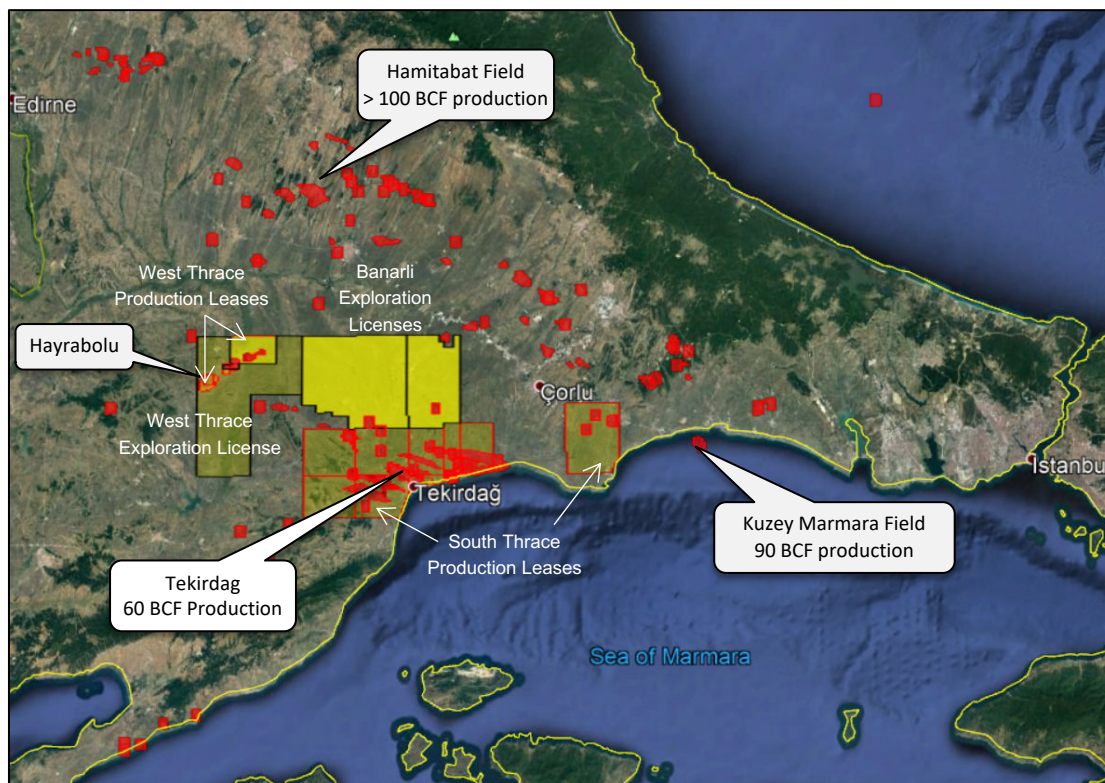 Hamitabat Field
> 100 BCF production
Edirne
West Thrace
Production Leases
Banarli
Exploration
Licenses
Hayrabolu
West Thrace
Exploration License
Çorlu
Istanbu
Tekirdağ
Kuzey Marmara Field
90 BCF production
South Thrace
Production Leases
Tekirdag
60 BCF Production
Sea of Marmara